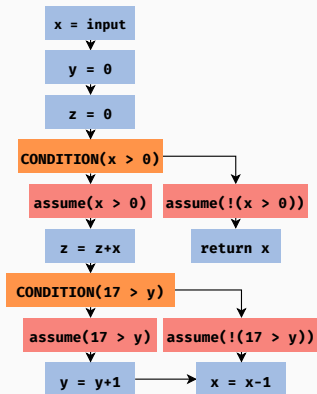 x = input
y = 0
z = 0
CONDITION(x > 0)
assume(x > 0)
assume(!(x > 0))
z = z+x
return x
CONDITION(17 > y)
assume(17 > y)
assume(!(17 > y))
y = y+1
x = x-1